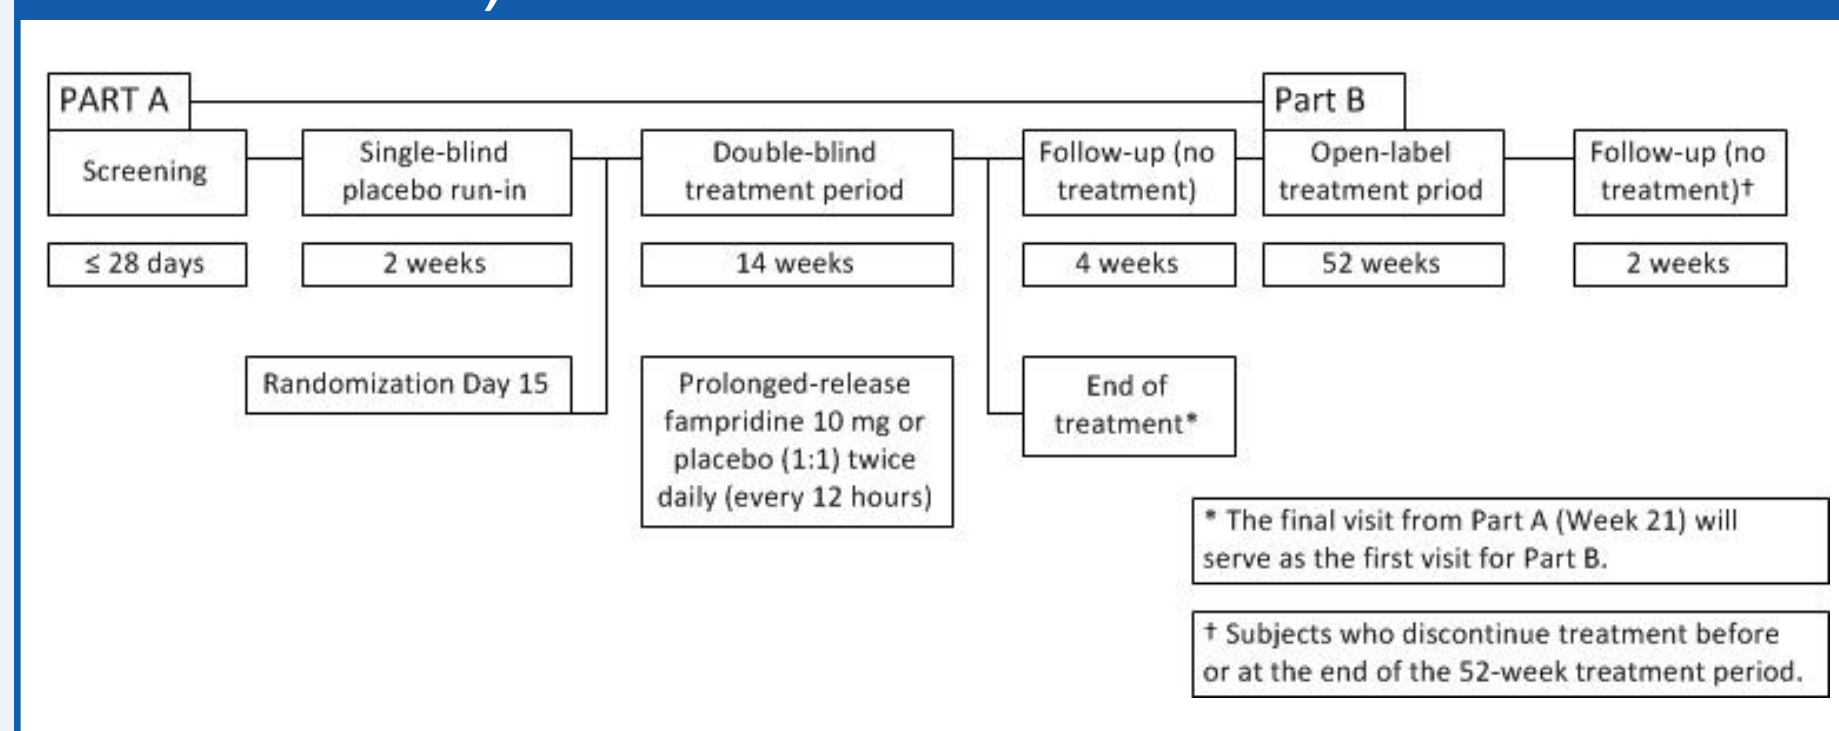 PART A
Part B
Screening
Single-blind
placebo run-in
Double-blind
treatment period
Follow-up (no
treatment)
Open-label
treatment priod
Follow-up (no
treatment)†
≤ 28 days
2 weeks
14 weeks
4 weeks
52 weeks
2 weeks
Randomization Day 15
Prolonged-release
fampridine 10 mg or
placebo (1:1) twice
daily (every 12 hours)
End of
treatment*
* The final visit from Part A (Week 21) will
serve as the first visit for Part B.
† Subjects who discontinue treatment before
or at the end of the 52-week treatment period.